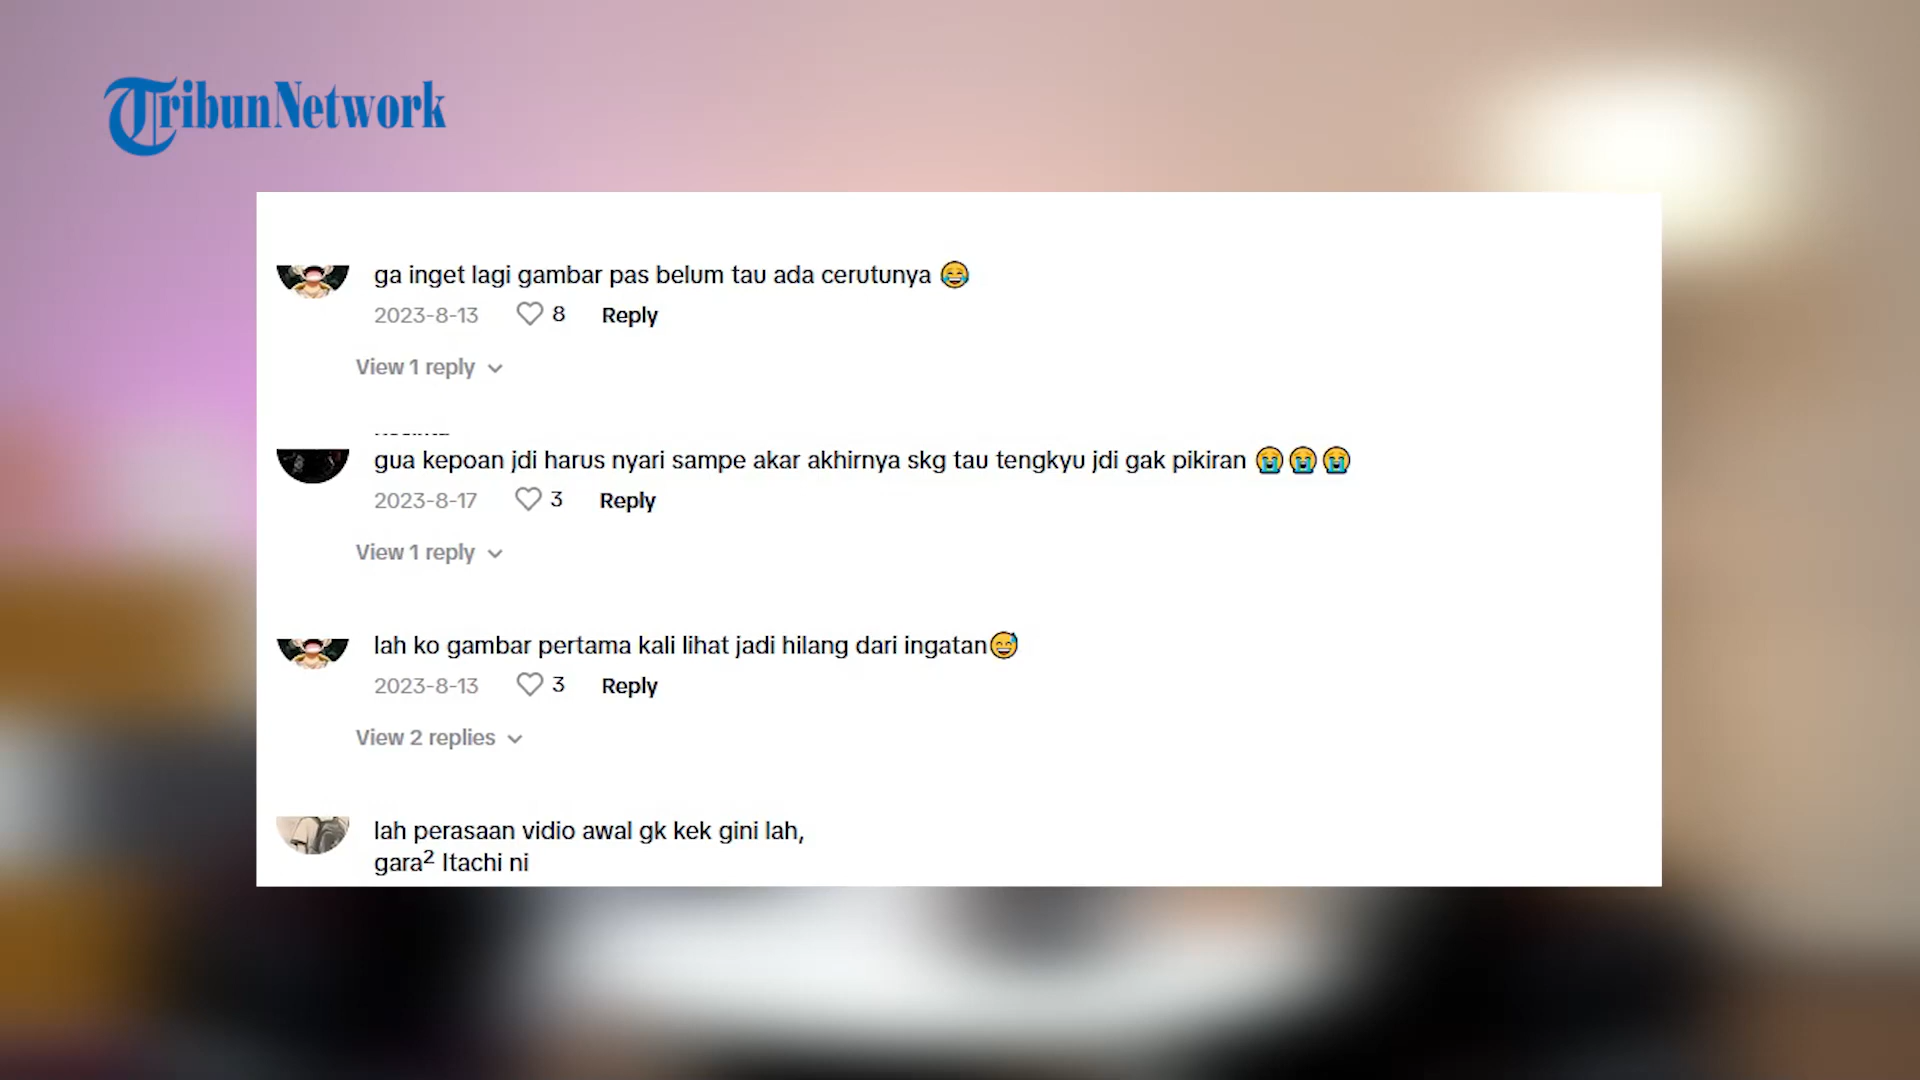 TribunNetwork
ga inget lagi gambar pas belum tau ada cerutunya 😂
2023-8-13 8 Reply
View 1 reply
gua kepoan jdi harus nyari sampe akar akhirnya skg tau tengkyu jdi gak pikiran 😭😭😭
2023-8-17 3 Reply
View 1 reply
lah ko gambar pertama kali lihat jadi hilang dari ingatan😅
2023-8-13 3 Reply
View 2 replies
lah perasaan vidio awal gk kek gini lah,
gara² Itachi ni